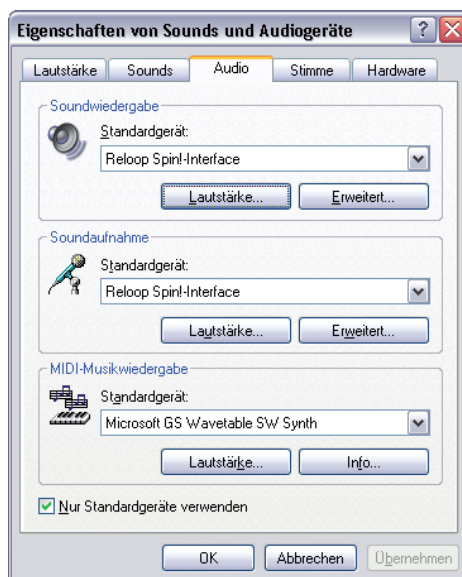 Eigenschaften von Sounds und Audiogeräte
Lautstärke Sounds Audio Stimme Hardware
Soundwiedergabe
Standardgerät:
Reloop Spin!-Interface
Lautstärke... Erweitert...
Soundaufnahme
Standardgerät:
Reloop Spin!-Interface
Lautstärke... Erweitert...
MIDI-Musikwiedergabe
Standardgerät:
Microsoft GS Wavetable SW Synth
Lautstärke... Info...
Nur Standardgeräte verwenden
OK Abbrechen Übernehmen